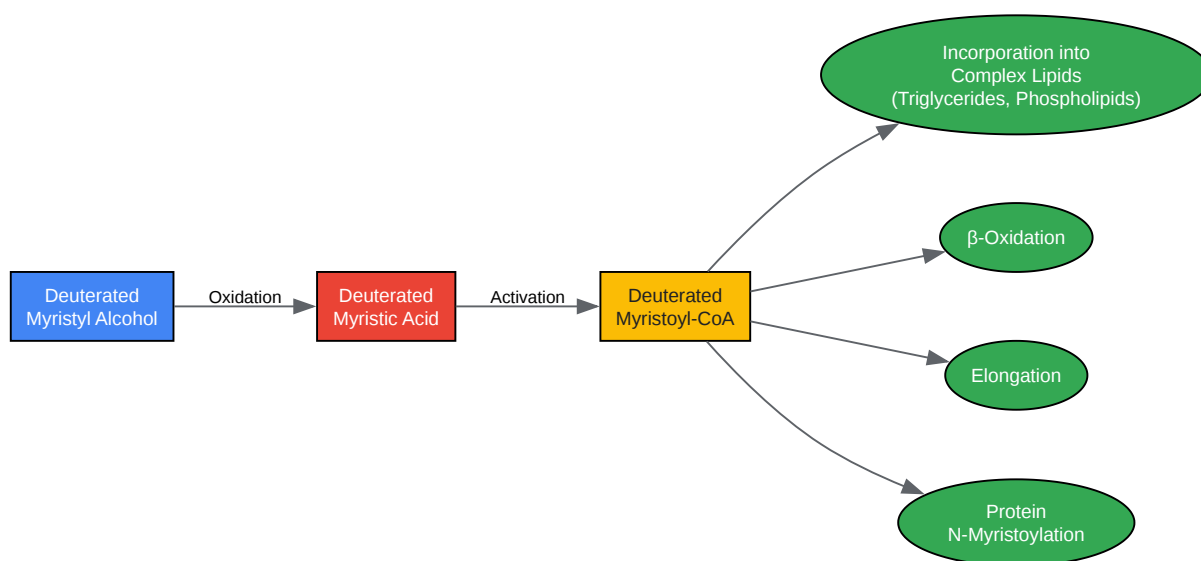 Deuterated
Myristyl Alcohol
Oxidation
Deuterated
Myristic Acid
Activation
Deuterated
Myristoyl-CoA
Incorporation into
Complex Lipids
(Triglycerides, Phospholipids)
β-Oxidation
Elongation
Protein
N-Myristoylation